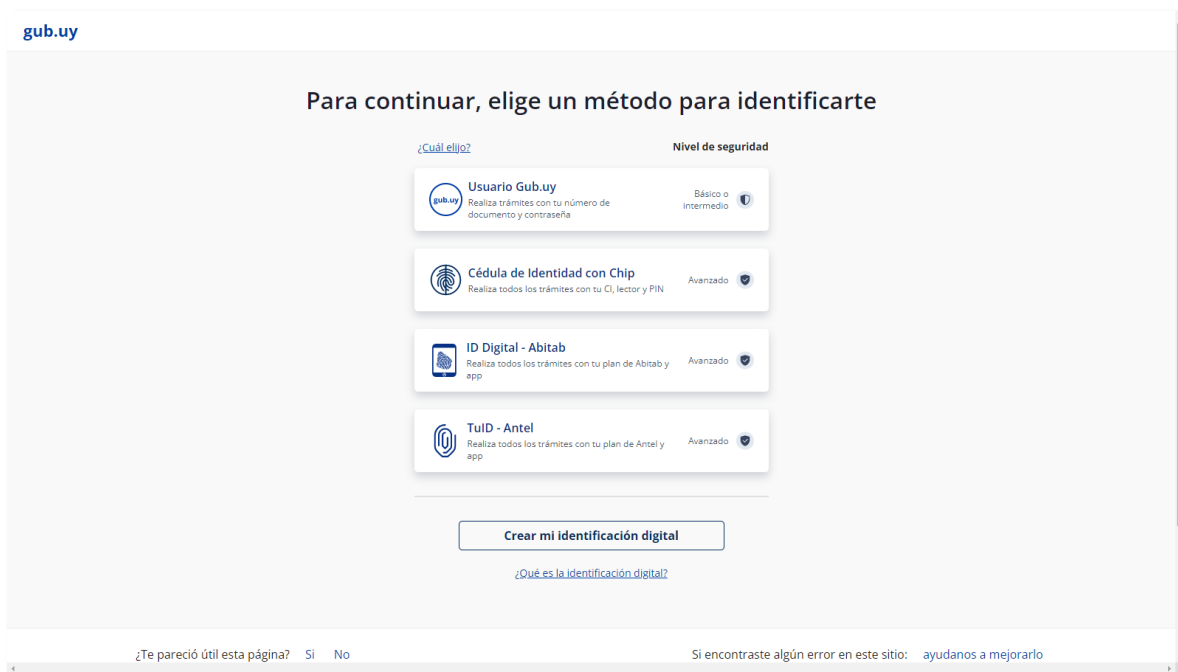 gub.uy
Para continuar, elige un método para identificarte
¿Cuál elijo?
Nivel de seguridad
gub.uy
Usuario Gub.uy
Realiza trámites con tu número de
documento y contraseña
Básico o
intermedio
Cédula de Identidad con Chip
Realiza todos los trámites con tu CI, lector y PIN
Avanzado
ID Digital - Abitab
Realiza todos los trámites con tu plan de Abitab y
app
Avanzado
TuID - Antel
Realiza todos los trámites con tu plan de Antel y
app
Avanzado
Crear mi identificación digital
¿Qué es la identificación digital?
¿Te pareció útil esta página? Si No
Si encontraste algún error en este sitio: ayudanos a mejorarlo